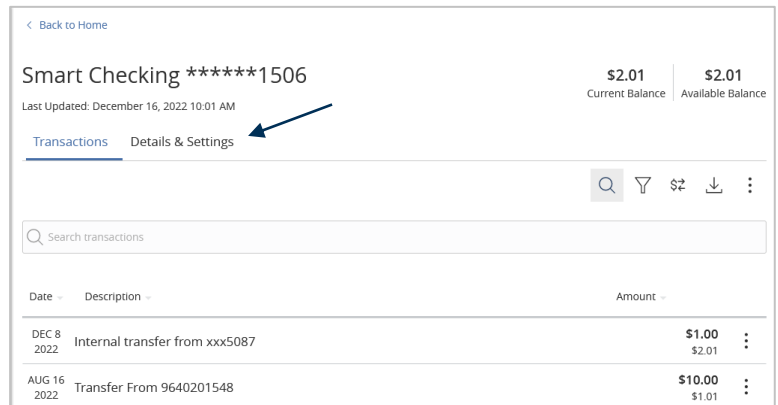 Back to Home
Smart Checking ******1506
$2.01 $2.01
Current Balance Available Balance
Last Updated: December 16, 2022 10:01 AM
Transactions Details & Settings
Search transactions
Date Description Amount
DEC 8
2022
Internal transfer from xxx5087
$1.00
$2.01
AUG 16
2022
Transfer From 9640201548
$10.00
$1.01